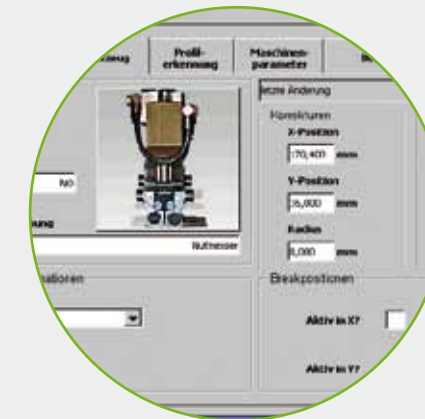 Profil-
erkennung
Maschinen-
parameter
letzte Änderung
Korrekturen
X-Position
170,400 mm
Y-Position
36,000 mm
Radius
8,000 mm
NÖ
Nutmesser
Breakpositionen
Aktiv in X?
Aktiv in Y?